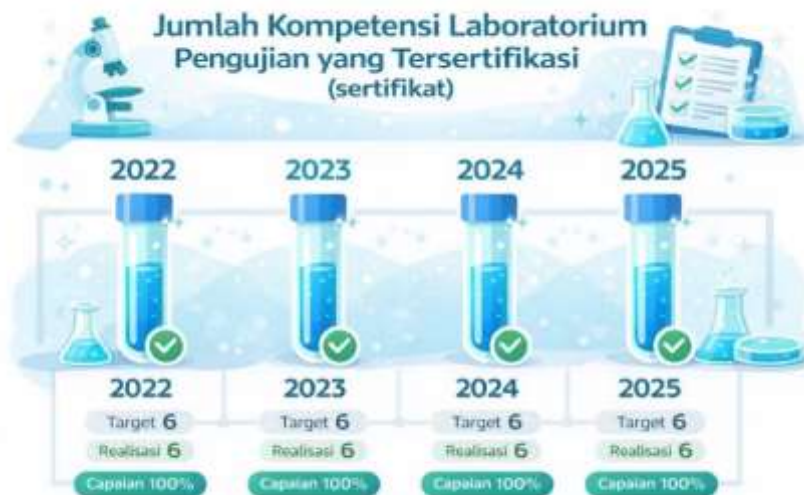 Jumlah Kompetensi Laboratorium
Pengujian yang Tersertifikasi
(sertifikat)
2022 2023 2024 2025
2022 2023 2024 2025
Target 6 Target 6 Target 6 Target 6
Realisasi 6 Realisasi 6 Realisasi 6 Realisasi 6
Capaian 100% Capaian 100% Capaian 100% Capaian 100%